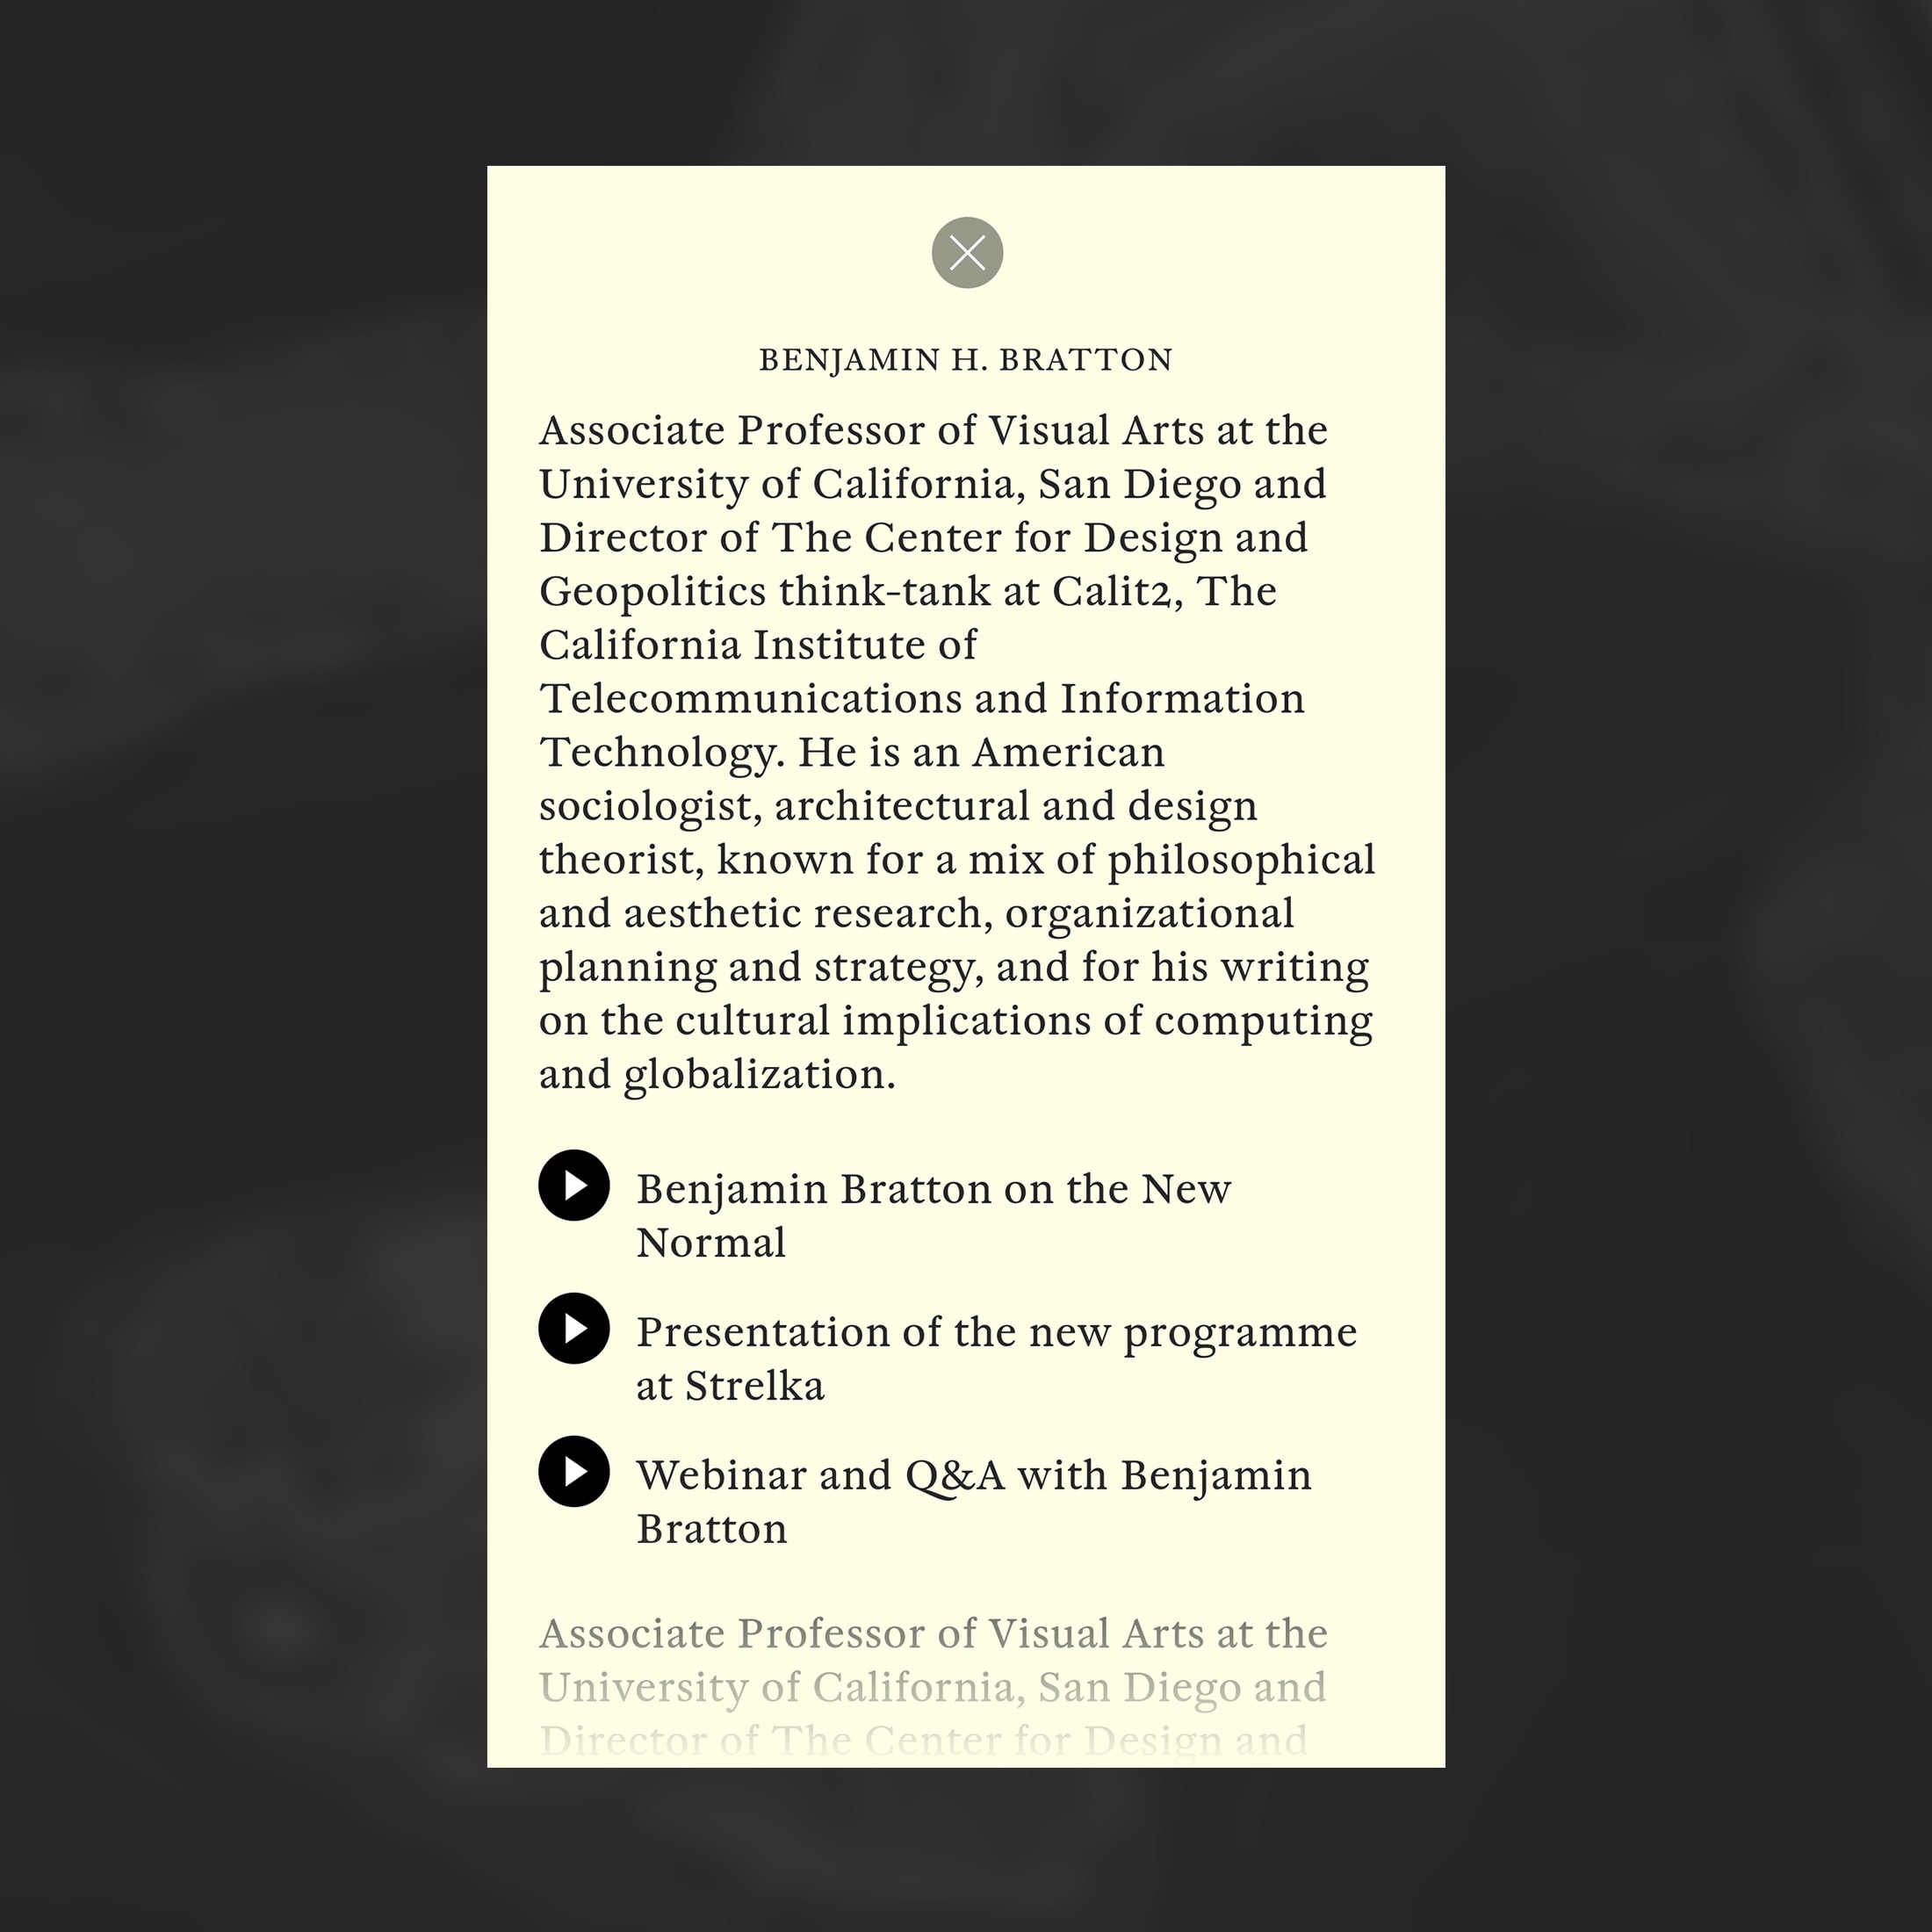 BENJAMIN H. BRATTON
Associate Professor of Visual Arts at the
University of California, San Diego and
Director of The Center for Design and
Geopolitics think-tank at Calit2, The
California Institute of
Telecommunications and Information
Technology. He is an American
sociologist, architectural and design
theorist, known for a mix of philosophical
and aesthetic research, organizational
planning and strategy, and for his writing
on the cultural implications of computing
and globalization.
Benjamin Bratton on the New
Normal
Presentation of the new programme
at Strelka
Webinar and Q&A with Benjamin
Bratton
Associate Professor of Visual Arts at the
University of California, San Diego and
Director of The Center for Design and